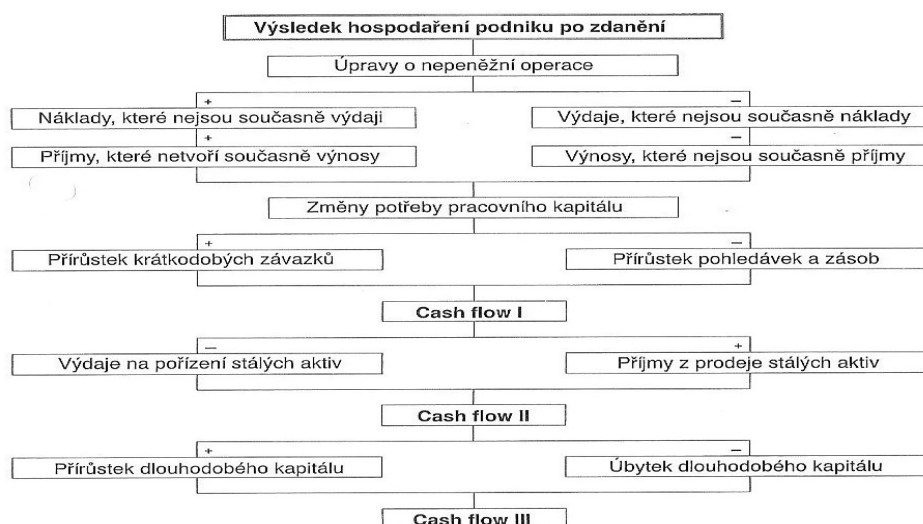 Výsledek hospodaření podniku po zdanění
Úpravy o nepeněžní operace
+ –
Náklady, které nejsou současně výdaji Výdaje, které nejsou současně náklady
+ –
Příjmy, které netvoří současně výnosy Výnosy, které nejsou současně příjmy
Změny potřeby pracovního kapitálu
+ –
Přírůstek krátkodobých závazků Přírůstek pohledávek a zásob
Cash flow I
– +
Výdaje na pořízení stálých aktiv Příjmy z prodeje stálých aktiv
Cash flow II
+ –
Přírůstek dlouhodobého kapitálu Úbytek dlouhodobého kapitálu
Cash flow III